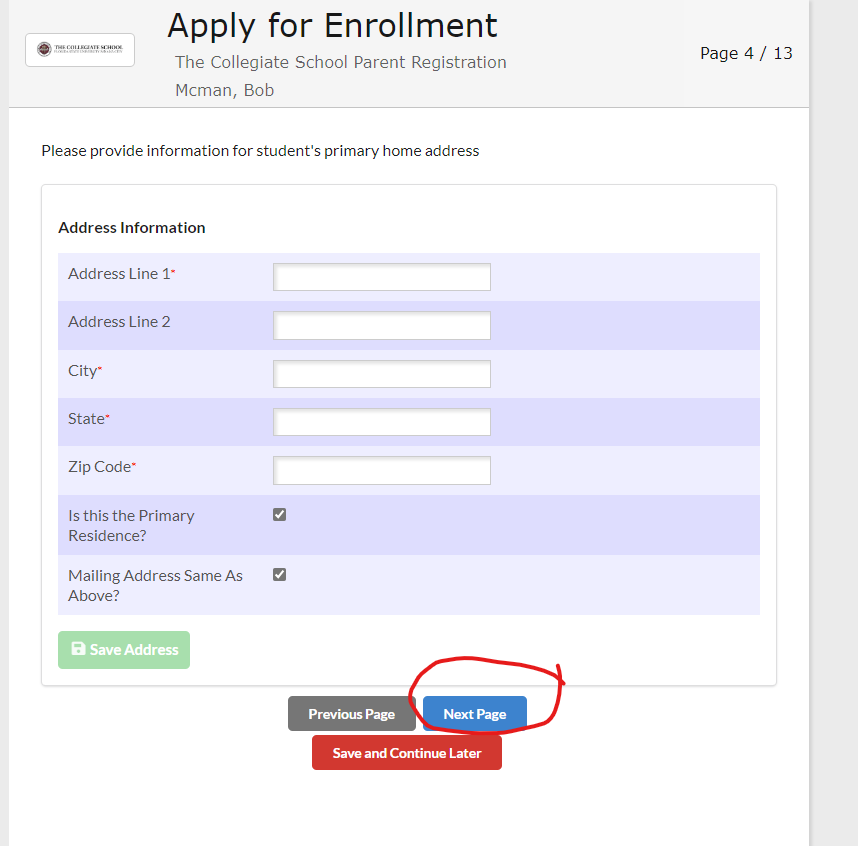 Apply for Enrollment
THE COLLEGIATE SCHOOL
The Collegiate School Parent Registration
Page 4 / 13
Mcman, Bob
Please provide information for student's primary home address
Address Information
Address Line 1*
Address Line 2
City*
State*
Zip Code*
Is this the Primary
Residence?
Mailing Address Same As
Above?
Save Address
Previous Page
Next Page
Save and Continue Later